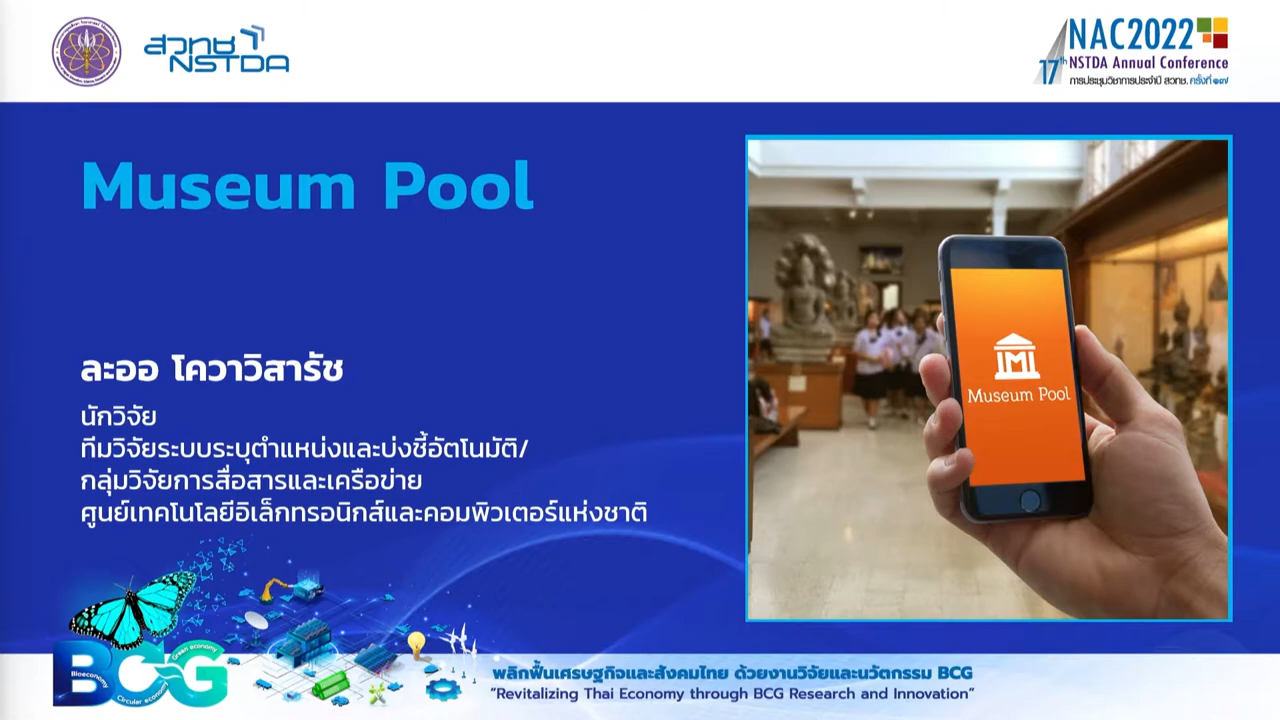 สวทช
NSTDA
NAC2022
17th NSTDA Annual Conference
การประชุมวิชาการประจำปี สวทช. ครั้งที่ ๑๗
Museum Pool
ละออ โควาวิสารัช
นักวิจัย
ทีมวิจัยระบบระบุตำแหน่งและบ่งชี้อัตโนมัติ/
กลุ่มวิจัยการสื่อสารและเครือข่าย
ศูนย์เทคโนโลยีอิเล็กทรอนิกส์และคอมพิวเตอร์แห่งชาติ
M
Museum Pool
BCG
Bioeconomy
Circular economy
Green economy
พลิกฟื้นเศรษฐกิจและสังคมไทย ด้วยงานวิจัยและนวัตกรรม BCG
“Revitalizing Thai Economy through BCG Research and Innovation”